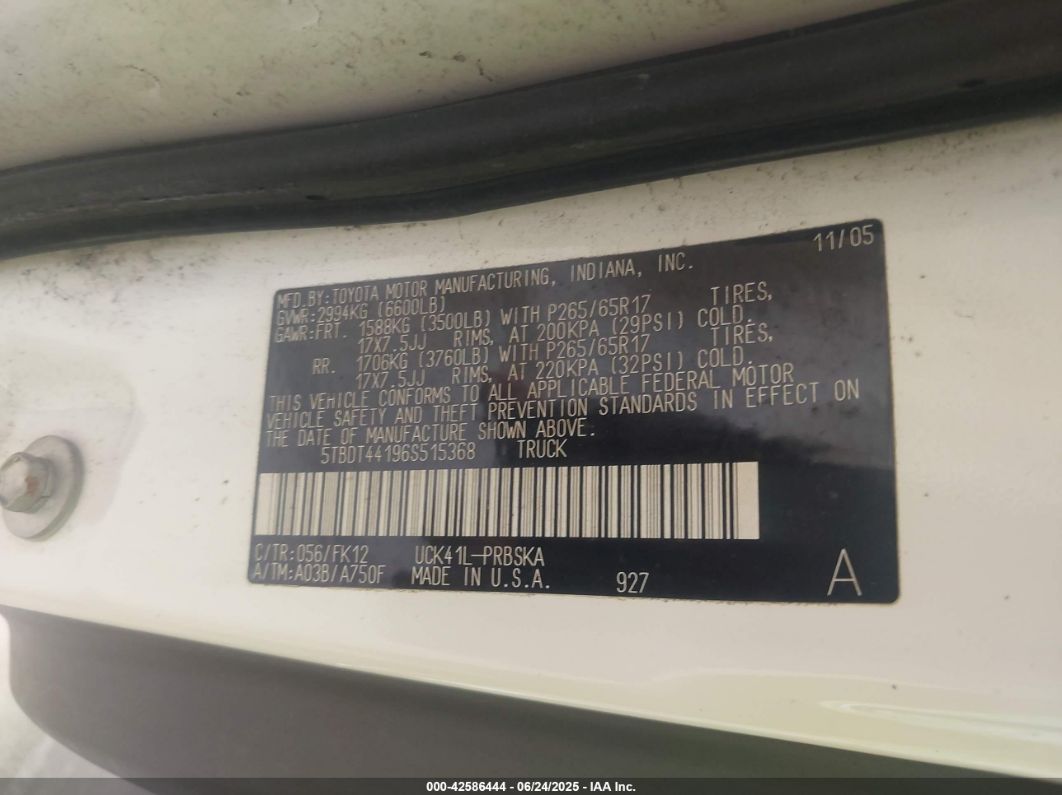 11/05
MFD.BY:TOYOTA MOTOR MANUFACTURING, INDIANA, INC.
GVWR:2994KG (6600LB)
GAWR:FRT. 1588KG (3500LB) WITH P265/65R17 TIRES,
17X7.5JJ RIMS, AT 200KPA (29PSI) COLD.
RR. 1706KG (3760LB) WITH P265/65R17 TIRES,
17X7.5JJ RIMS, AT 220KPA (32PSI) COLD.
THIS VEHICLE CONFORMS TO ALL APPLICABLE FEDERAL MOTOR
VEHICLE SAFETY AND THEFT PREVENTION STANDARDS IN EFFECT ON
THE DATE OF MANUFACTURE SHOWN ABOVE.
5TBDT44196S515368 TRUCK
C/TR:056/FK12 UCK41L-PRBSKA
A/TM:A03B/A750F MADE IN U.S.A. 927 A
000-42586444 - 06/24/2025 - IAA Inc.